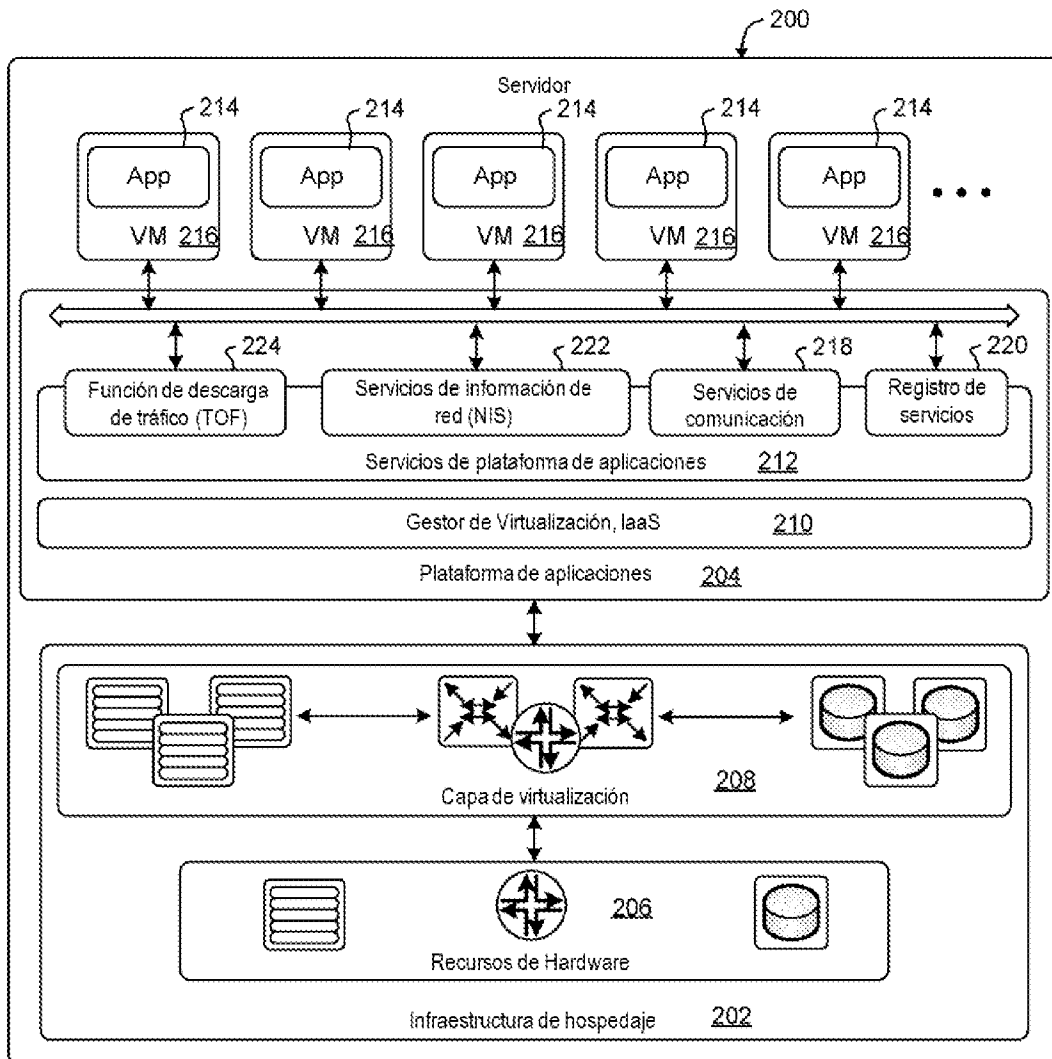 200
Servidor
214 214 214 214 214
App App App App App
VM 216 VM 216 VM 216 VM 216 VM 216
224 222 218 220
Función de descarga
de tráfico (TOF)
Servicios de información de
red (NIS)
Servicios de
comunicación
Registro de
servicios
Servicios de plataforma de aplicaciones 212
Gestor de Virtualización, IaaS 210
Plataforma de aplicaciones 204
208
Capa de virtualización
206
Recursos de Hardware
Infraestructura de hospedaje 202